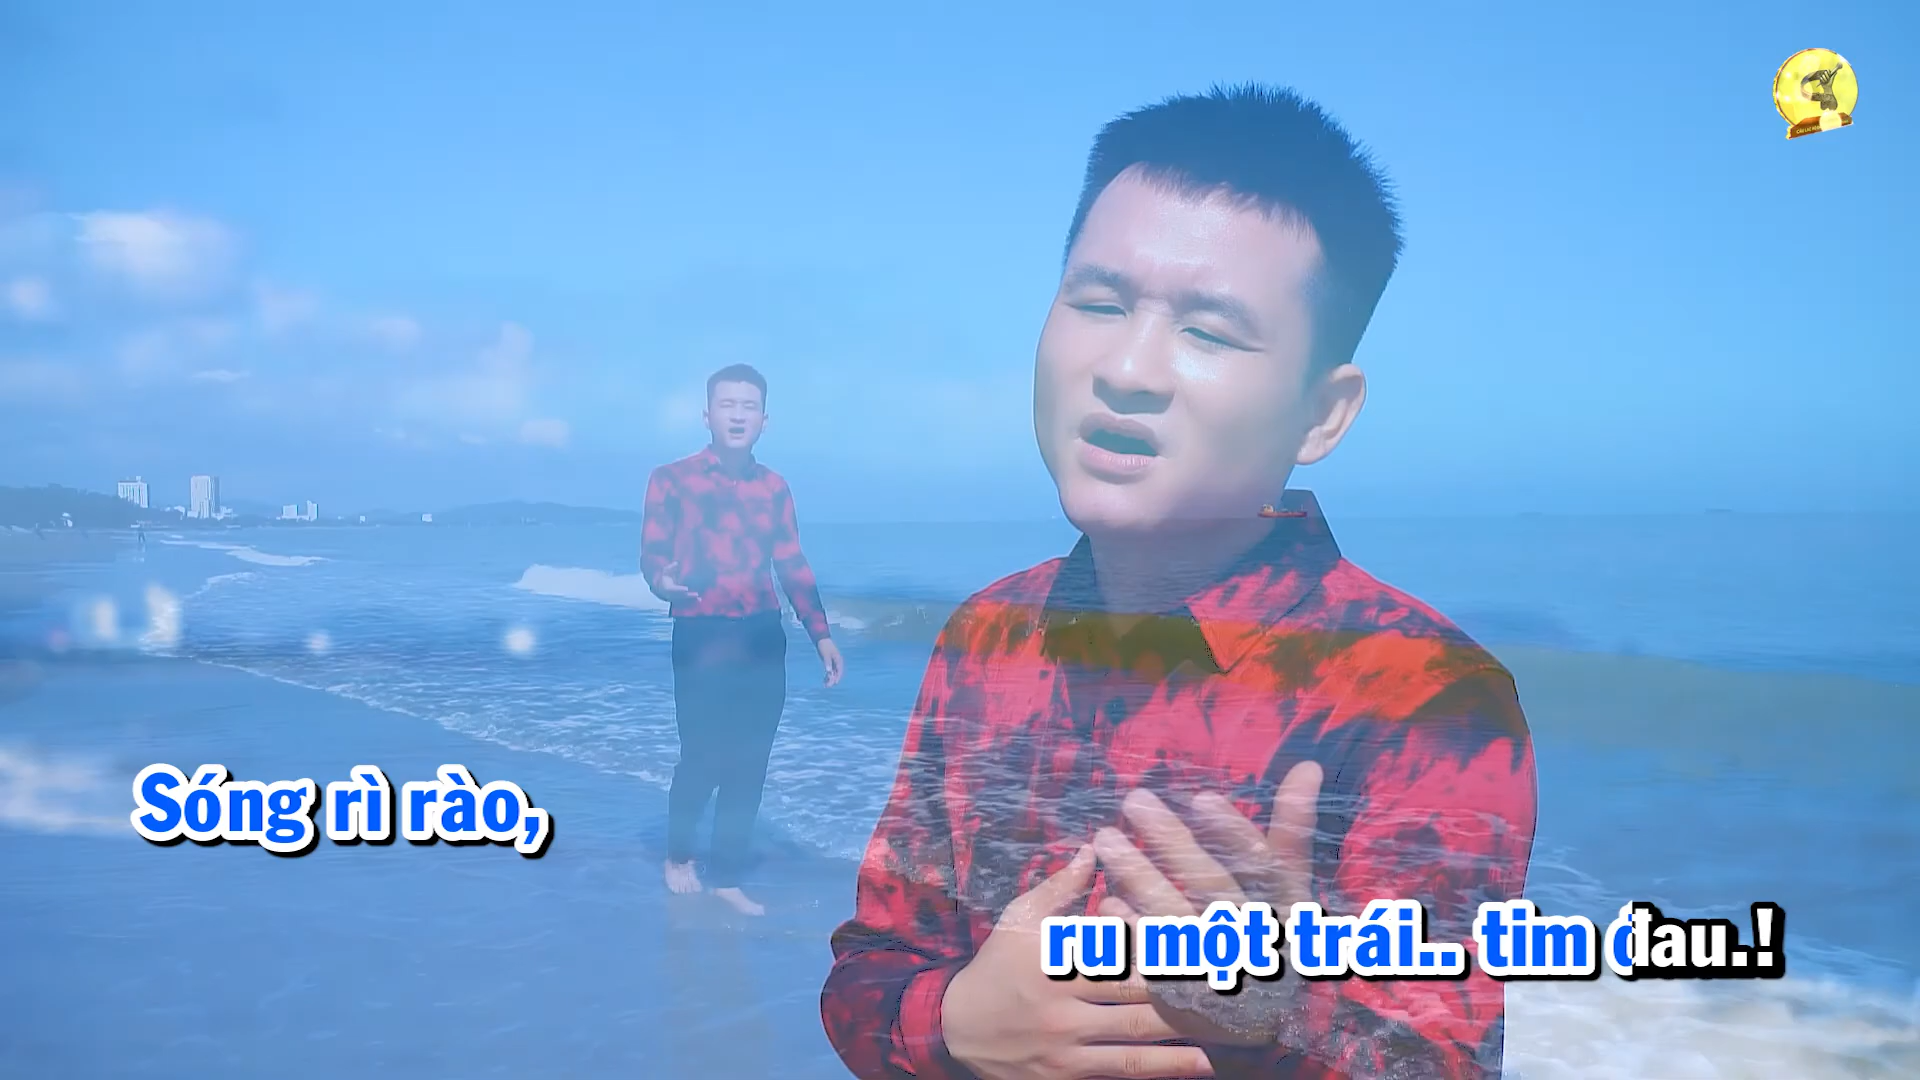 Sóng rì rào,
ru một trái.. tim đau.!